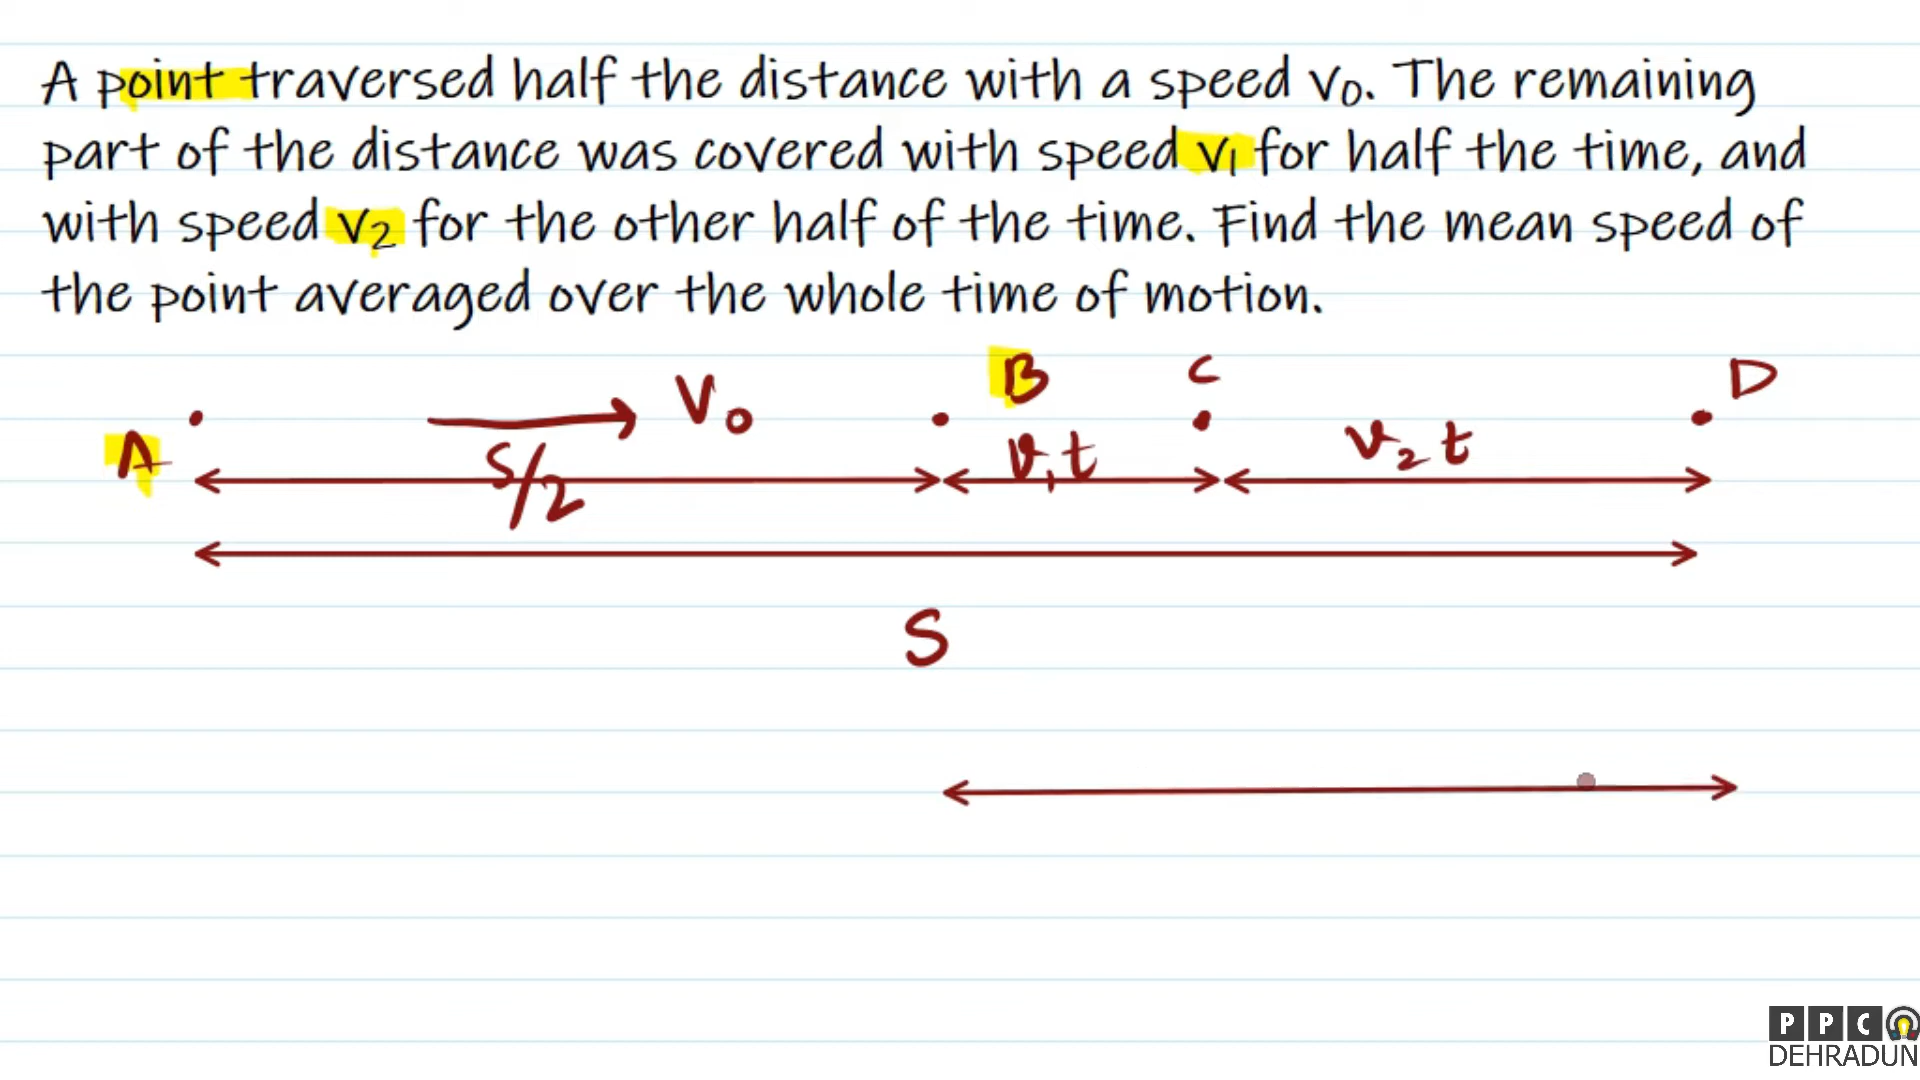 A point traversed half the distance with a speed v0. The remaining
part of the distance was covered with speed v1 for half the time, and
with speed v2 for the other half of the time. Find the mean speed of
the point averaged over the whole time of motion.
B C D
V0
A S/2 v1t v2t
S
PPC
DEHRADUN